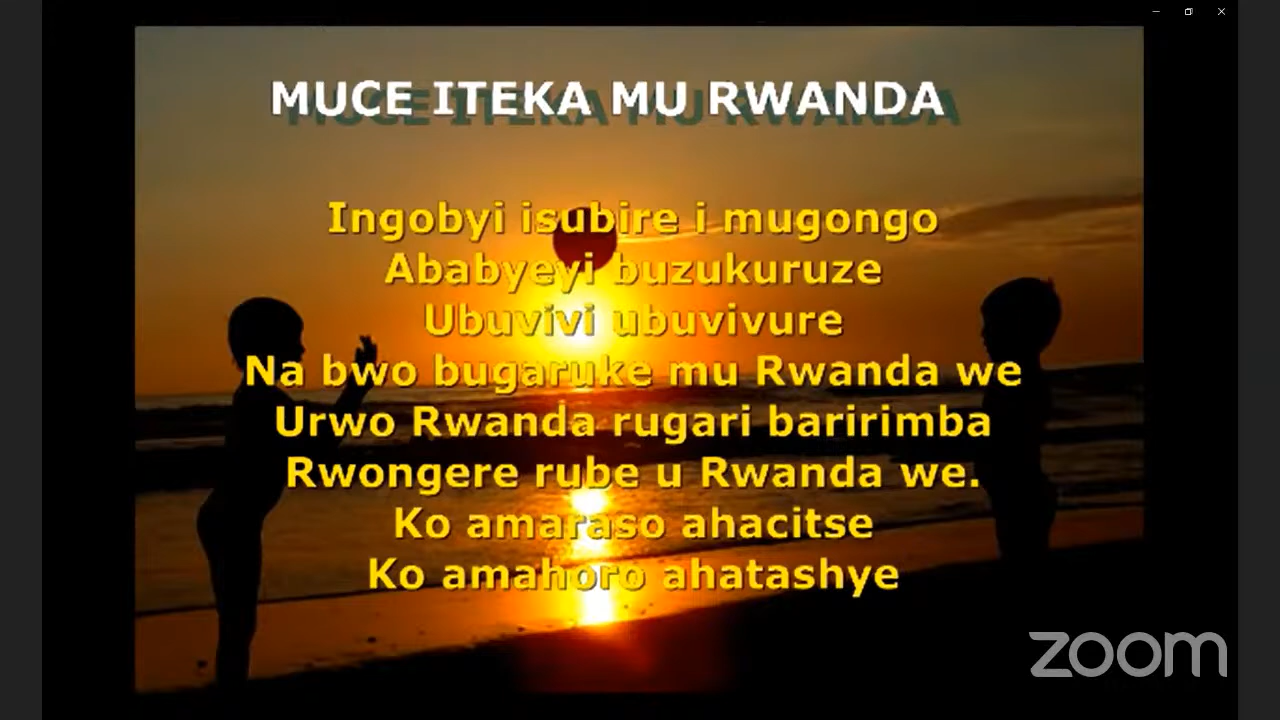 MUCE ITEKA MU RWANDA
Ingobyi isubire i mugongo
Ababyeyi buzukuruze
Ubuvivi ubuvivure
Na bwo bugaruke mu Rwanda we
Urwo Rwanda rugari baririmba
Rwongere rube u Rwanda we.
Ko amaraso ahacitse
Ko amahoro ahatashye
zoom